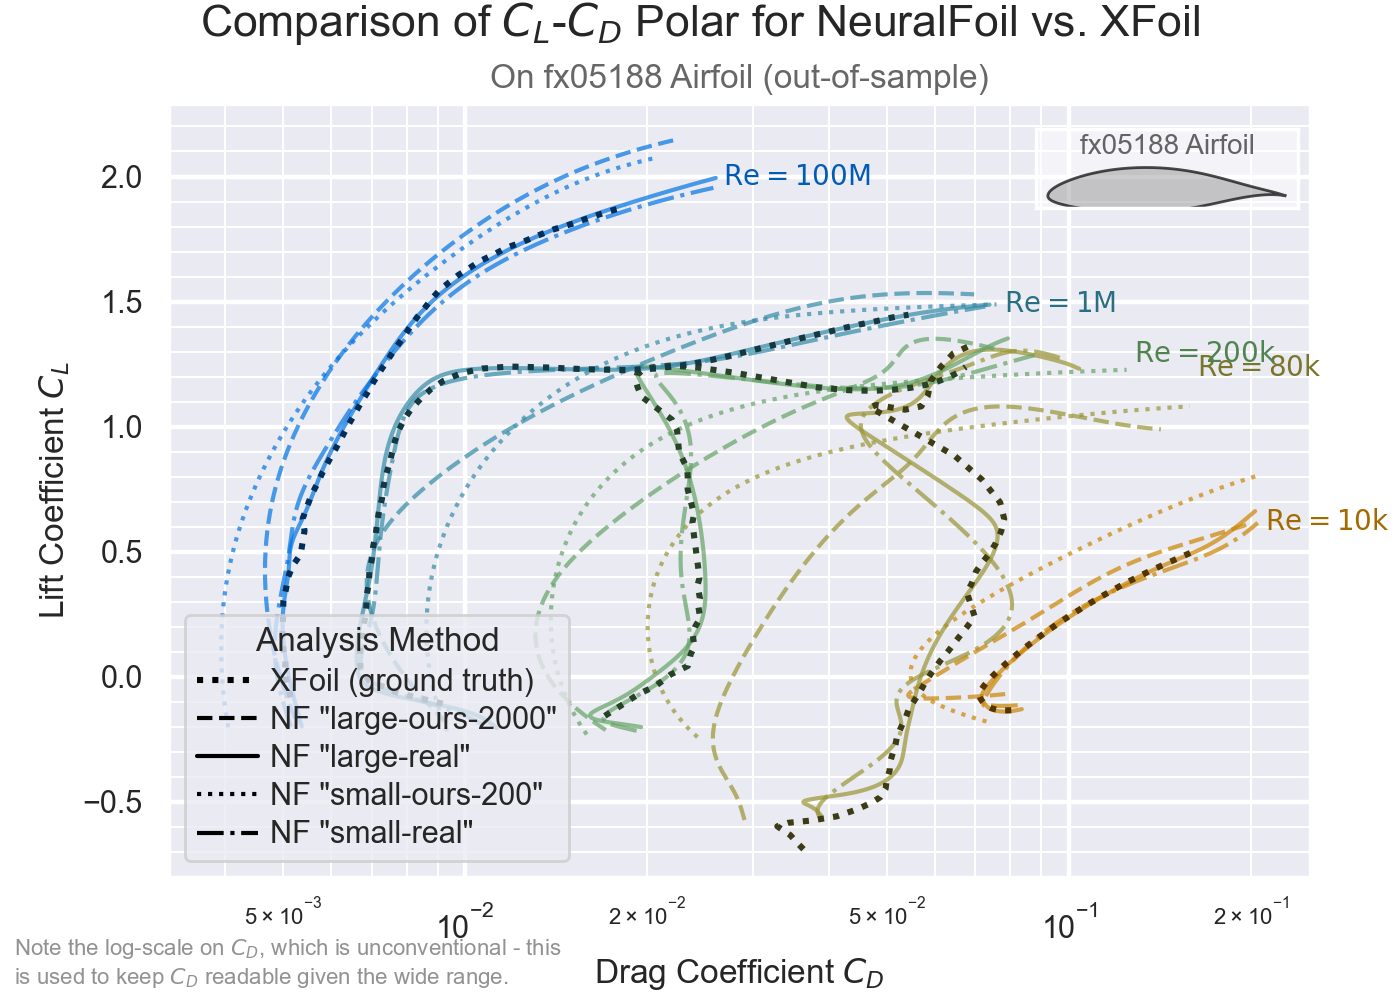 Comparison of C_L-C_D Polar for NeuralFoil vs. XFoil
On fx05188 Airfoil (out-of-sample)
fx05188 Airfoil
Re = 100M
Re = 1M
Re = 200k
Re = 80k
Re = 10k
Lift Coefficient C_L
2.0
1.5
1.0
0.5
0.0
−0.5
Analysis Method
XFoil (ground truth)
NF "large-ours-2000"
NF "large-real"
NF "small-ours-200"
NF "small-real"
5 × 10⁻³
10⁻²
2 × 10⁻²
5 × 10⁻²
10⁻¹
2 × 10⁻¹
Drag Coefficient C_D
Note the log-scale on C_D, which is unconventional - this
is used to keep C_D readable given the wide range.